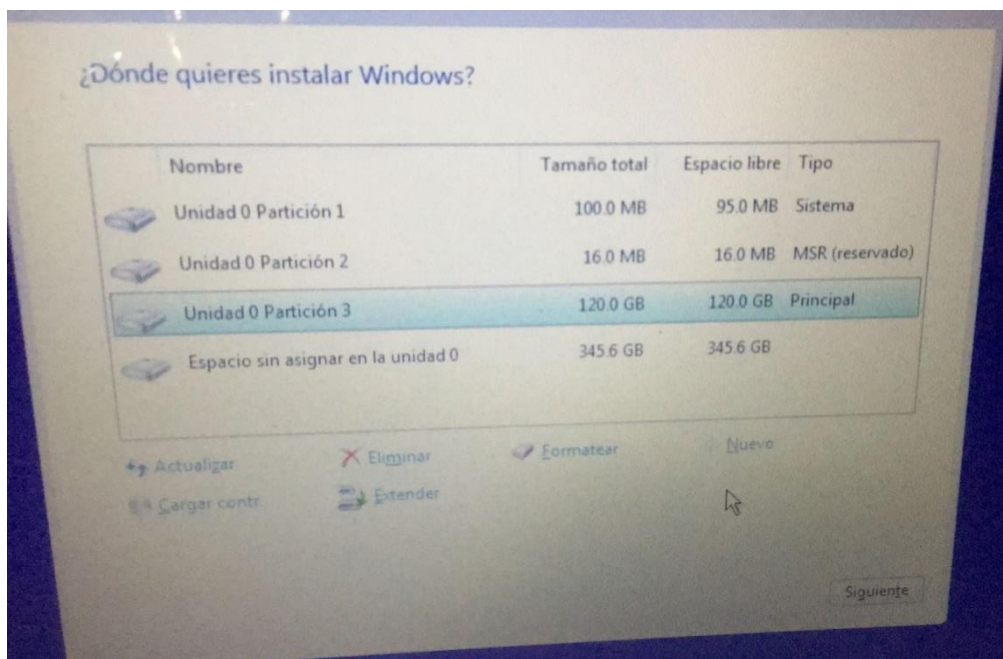 ¿Dónde quieres instalar Windows?
Nombre Tamaño total Espacio libre Tipo
Unidad 0 Partición 1 100.0 MB 95.0 MB Sistema
Unidad 0 Partición 2 16.0 MB 16.0 MB MSR (reservado)
Unidad 0 Partición 3 120.0 GB 120.0 GB Principal
Espacio sin asignar en la unidad 0 345.6 GB 345.6 GB
Actualizar Eliminar Formatear Nuevo
Cargar contr. Extender
Siguiente